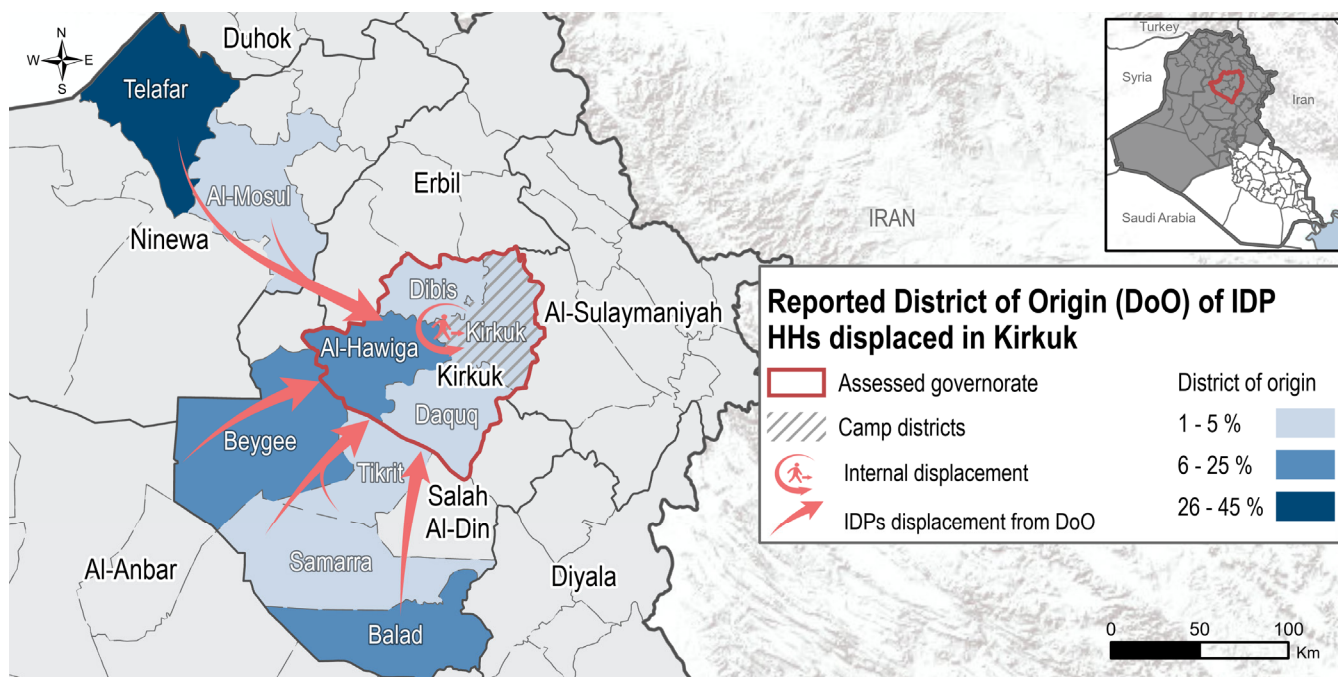 N
W
E
S
Duhok
Telafar
Al-Mosul
Ninewa
Erbil
IRAN
Dibis
Kirkuk
Al-Hawiga
Kirkuk
Al-Sulaymaniyah
Daquq
Beygee
Tikrit
Salah
Al-Din
Samarra
Al-Anbar
Diyala
Balad
Turkey
Syria
Iran
Saudi Arabia
Reported District of Origin (DoO) of IDP
HHs displaced in Kirkuk
Assessed governorate
Camp districts
Internal displacement
IDPs displacement from DoO
District of origin
1 - 5 %
6 - 25 %
26 - 45 %
0 50 100
Km